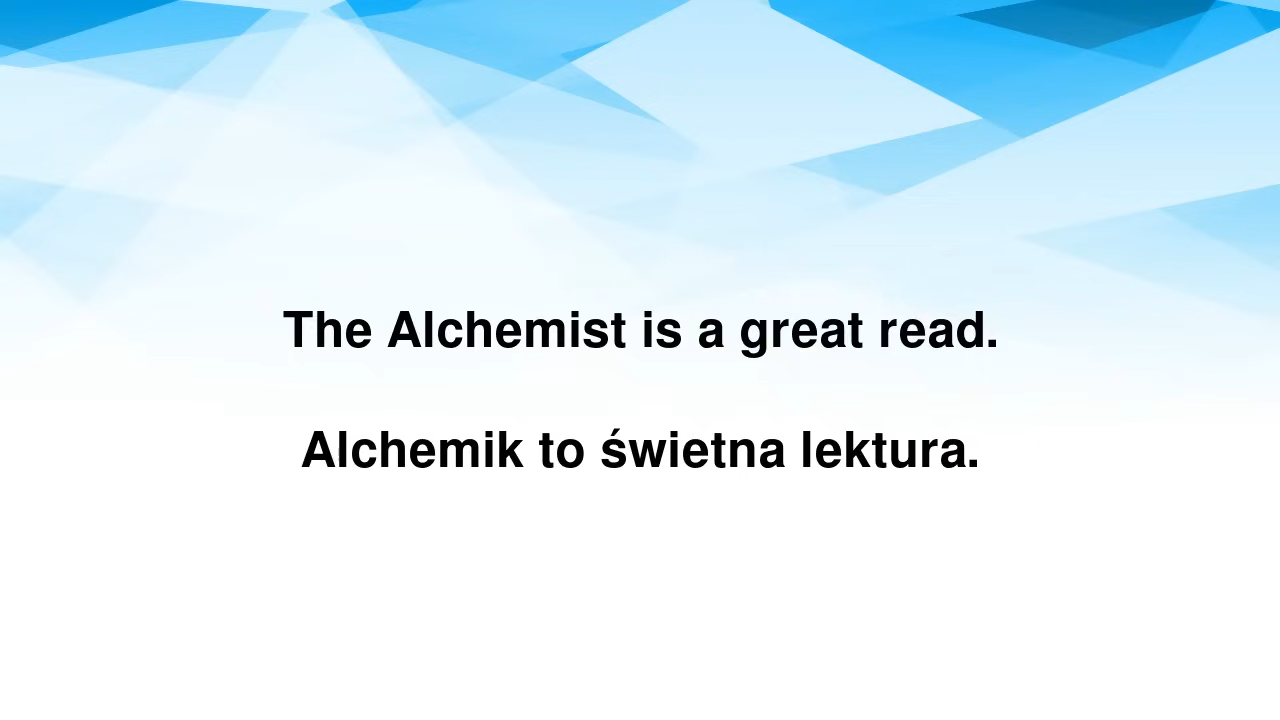 The Alchemist is a great read.
Alchemik to świetna lektura.